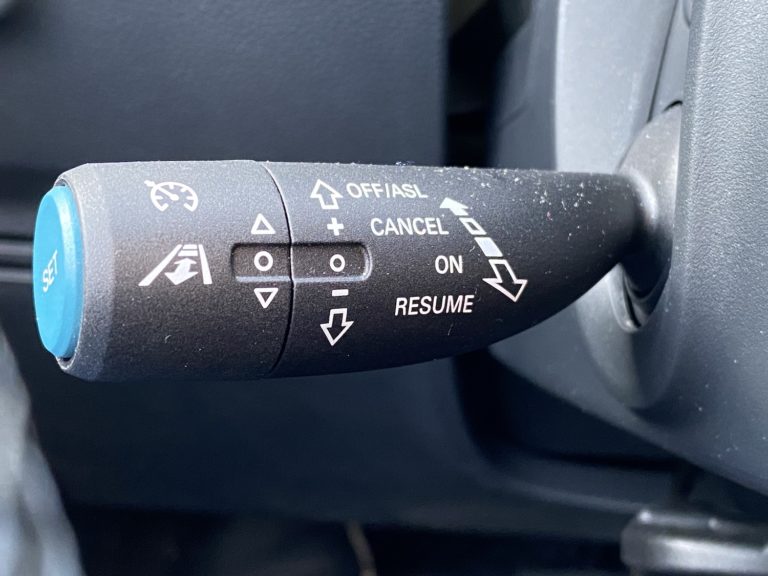 SET
OFF/ASL
+
CANCEL
ON
-
RESUME